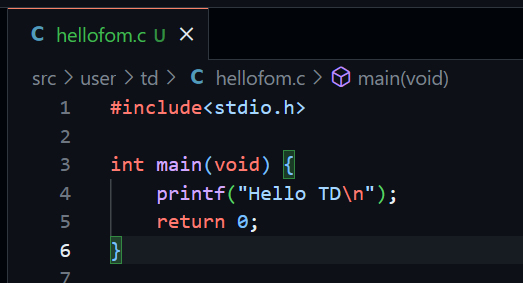 C hellofom.c U ×
src > user > td > C hellofom.c > main(void)
1 #include<stdio.h>
2
3 int main(void) {
4 printf("Hello TD\n");
5 return 0;
6 }
7